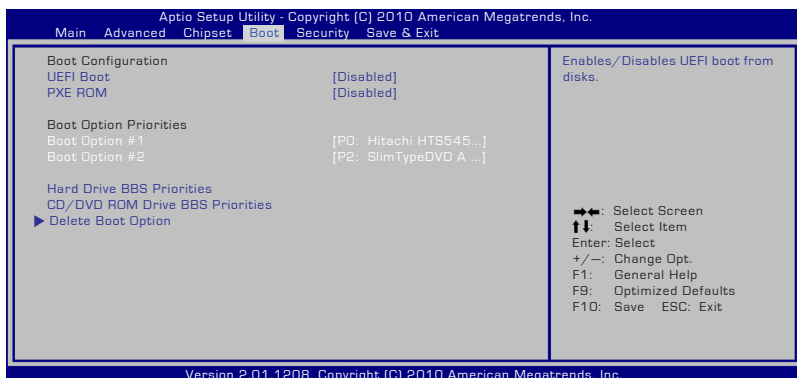 Aptio Setup Utility - Copyright (C) 2010 American Megatrends, Inc.
Main Advanced Chipset Boot Security Save & Exit
Boot Configuration
UEFI Boot [Disabled]
PXE ROM [Disabled]
Boot Option Priorities
Boot Option #1 [P0: Hitachi HTS545...]
Boot Option #2 [P2: SlimTypeDVD A ...]
Hard Drive BBS Priorities
CD/DVD ROM Drive BBS Priorities
▶ Delete Boot Option
Enables/Disables UEFI boot from
disks.
→←: Select Screen
↑↓: Select Item
Enter: Select
+/—: Change Opt.
F1: General Help
F9: Optimized Defaults
F10: Save ESC: Exit
Version 2.01.1208. Copyright (C) 2010 American Megatrends, Inc.